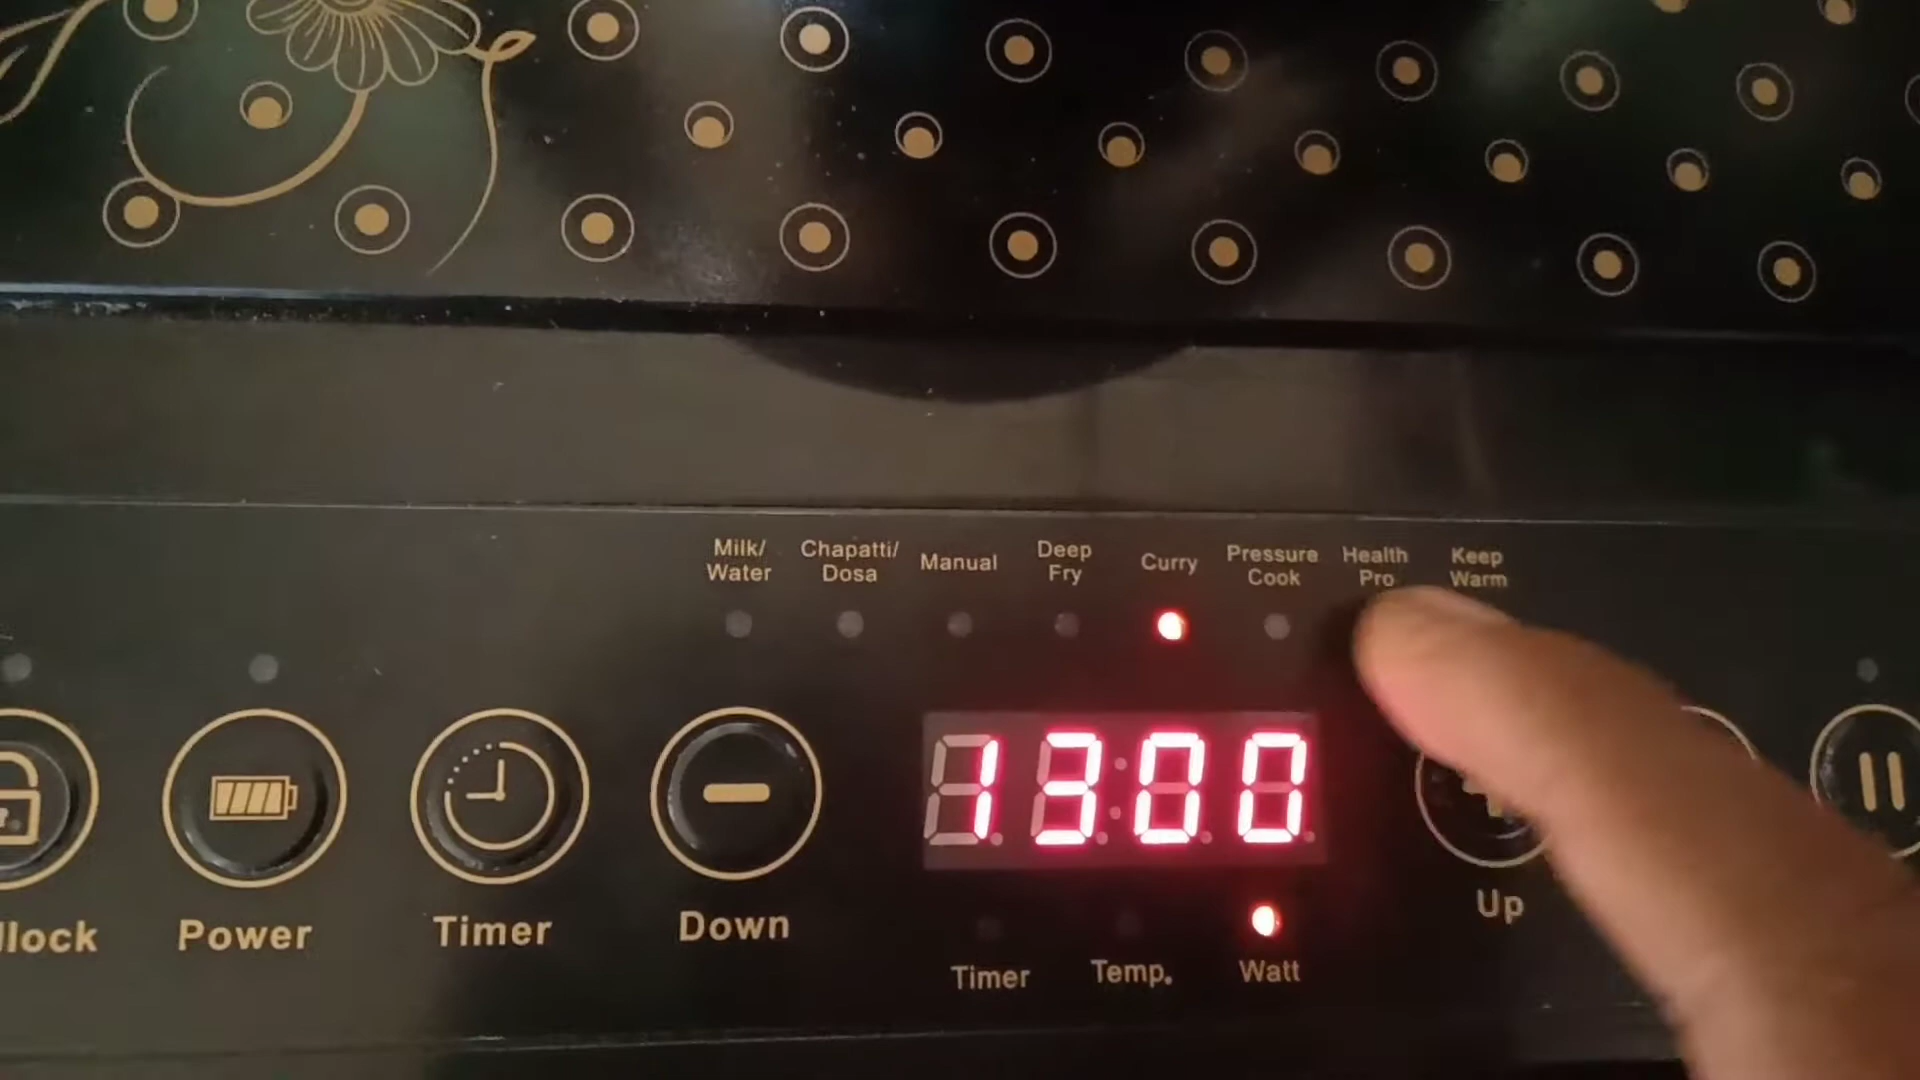 Milk/
Water
Chapatti/
Dosa
Manual
Deep
Fry
Curry
Pressure
Cook
Health
Pro
Keep
Warm
1300
llock
Power
Timer
Down
Up
Timer
Temp.
Watt